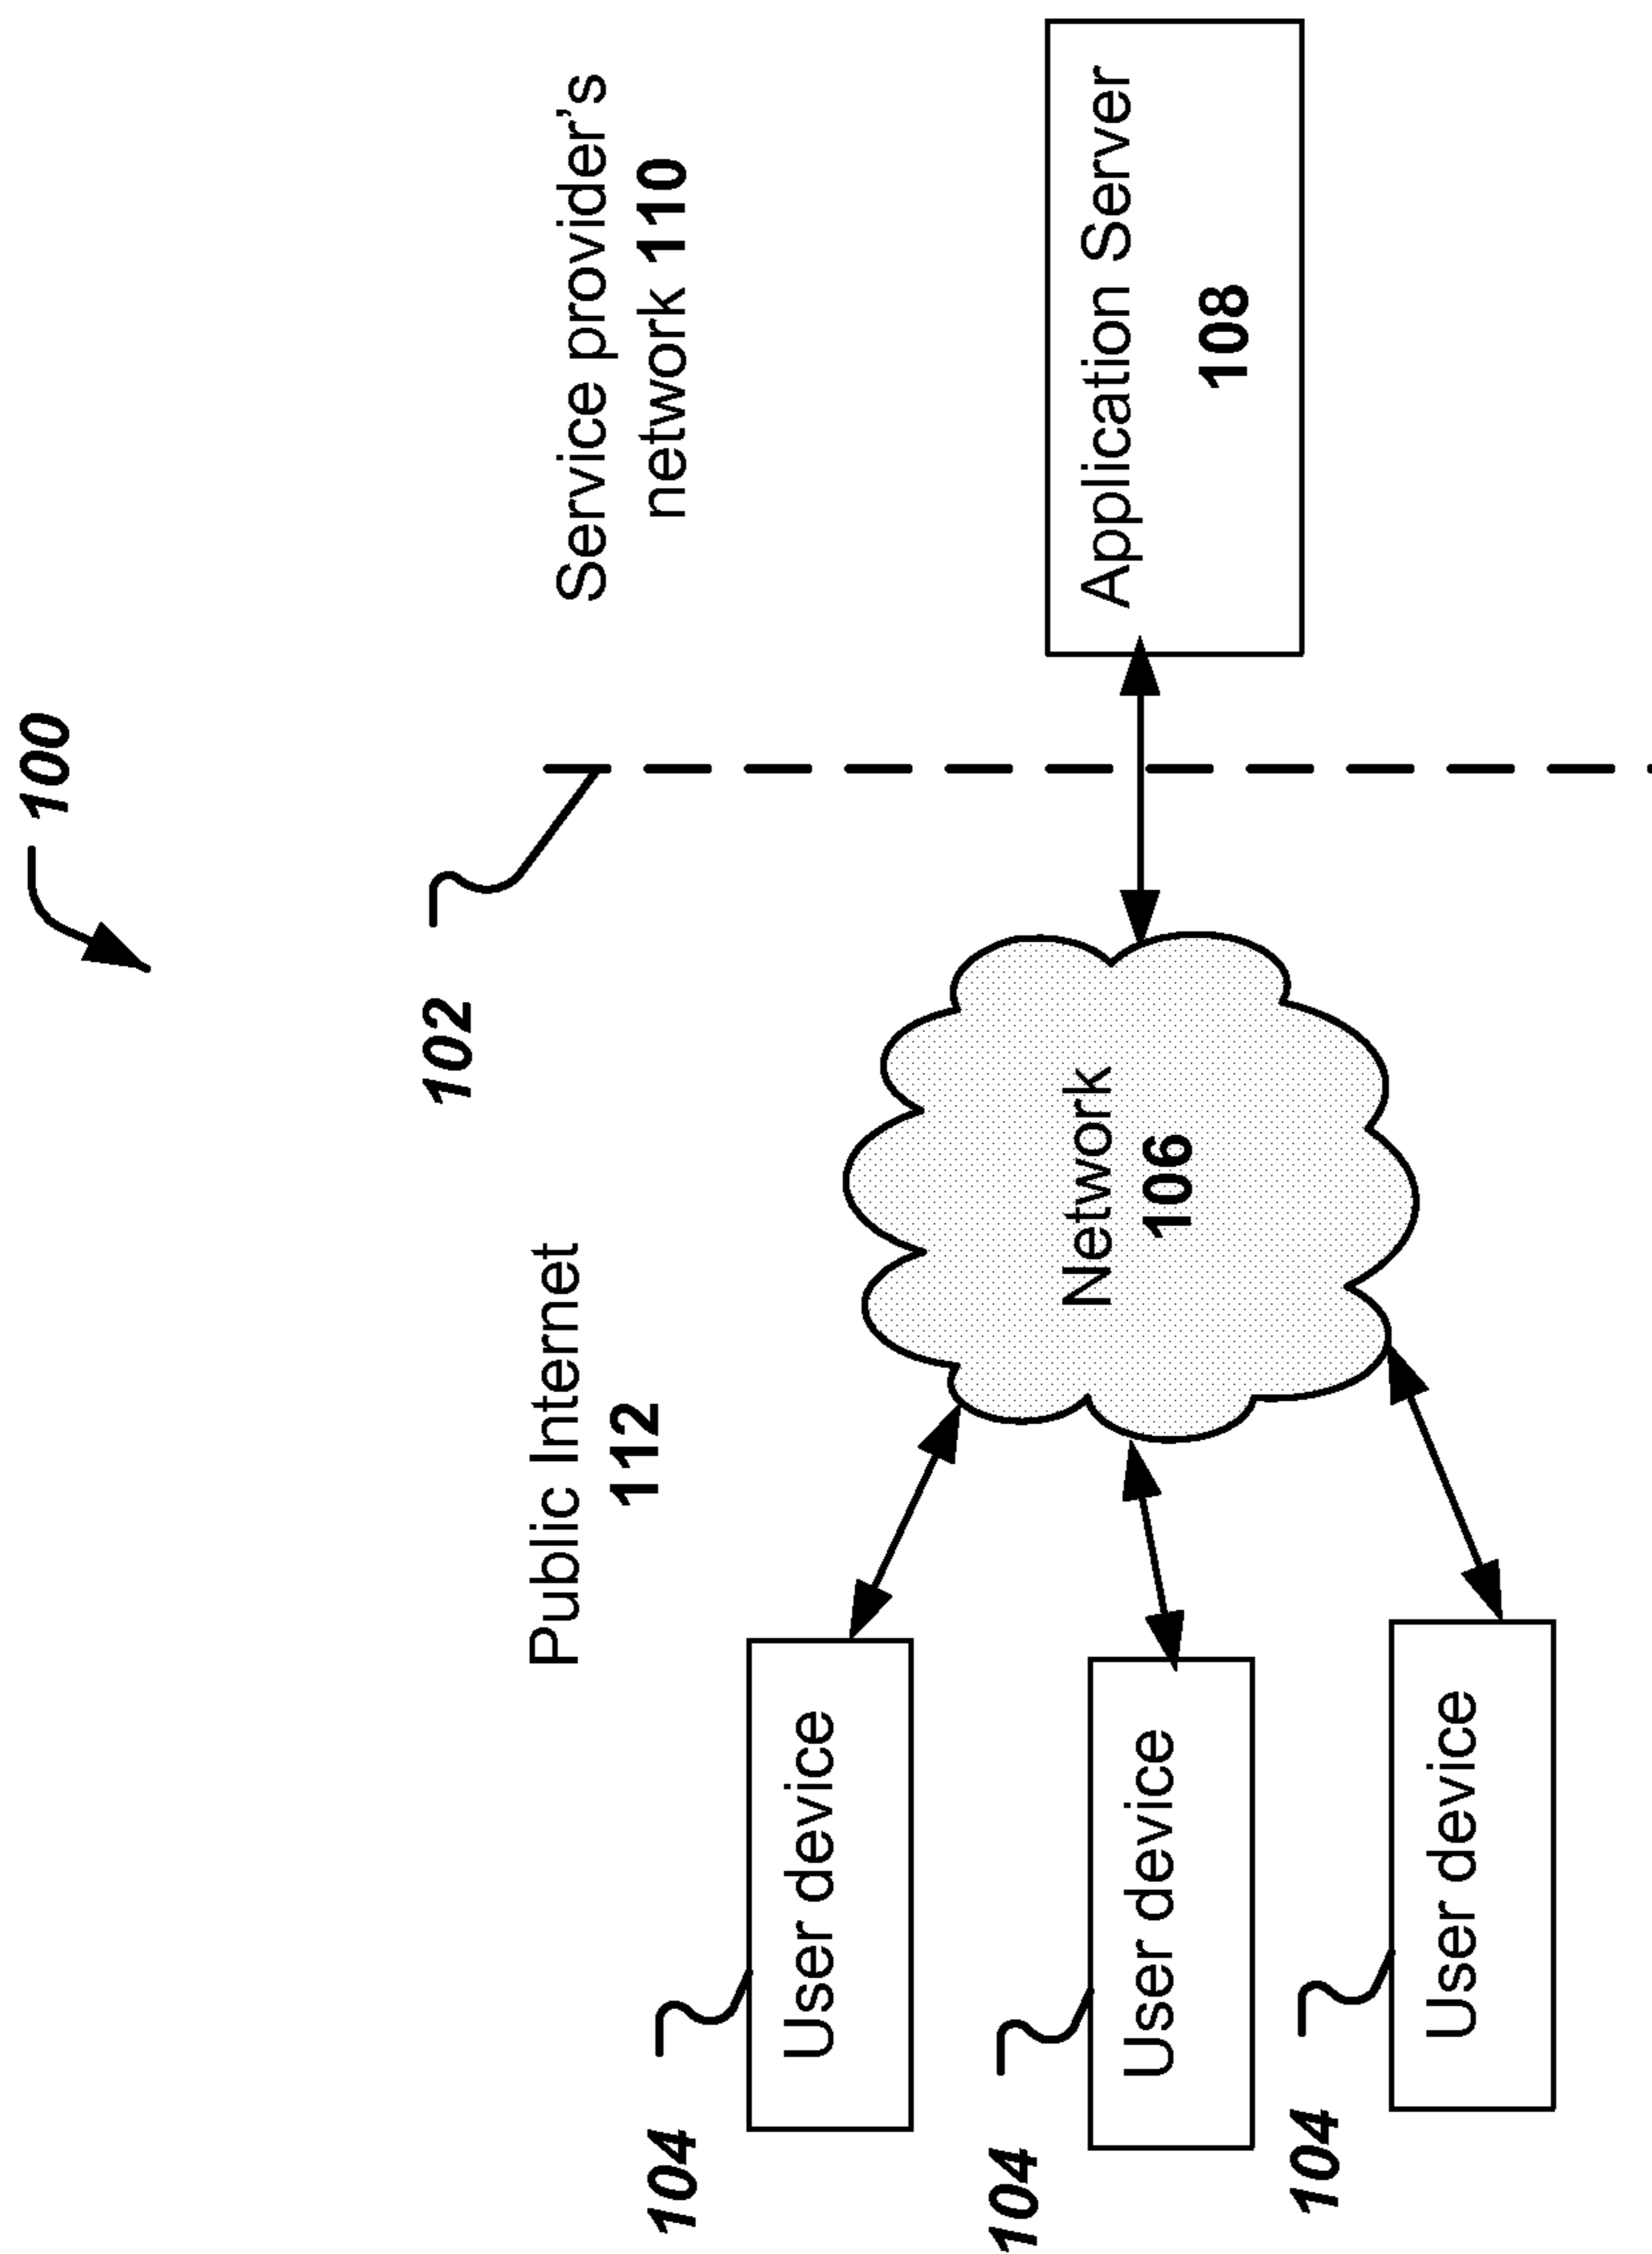 100
102
Public Internet
112
Service provider's
network 110
104
User device
104
User device
104
User device
Network
106
Application Server
108